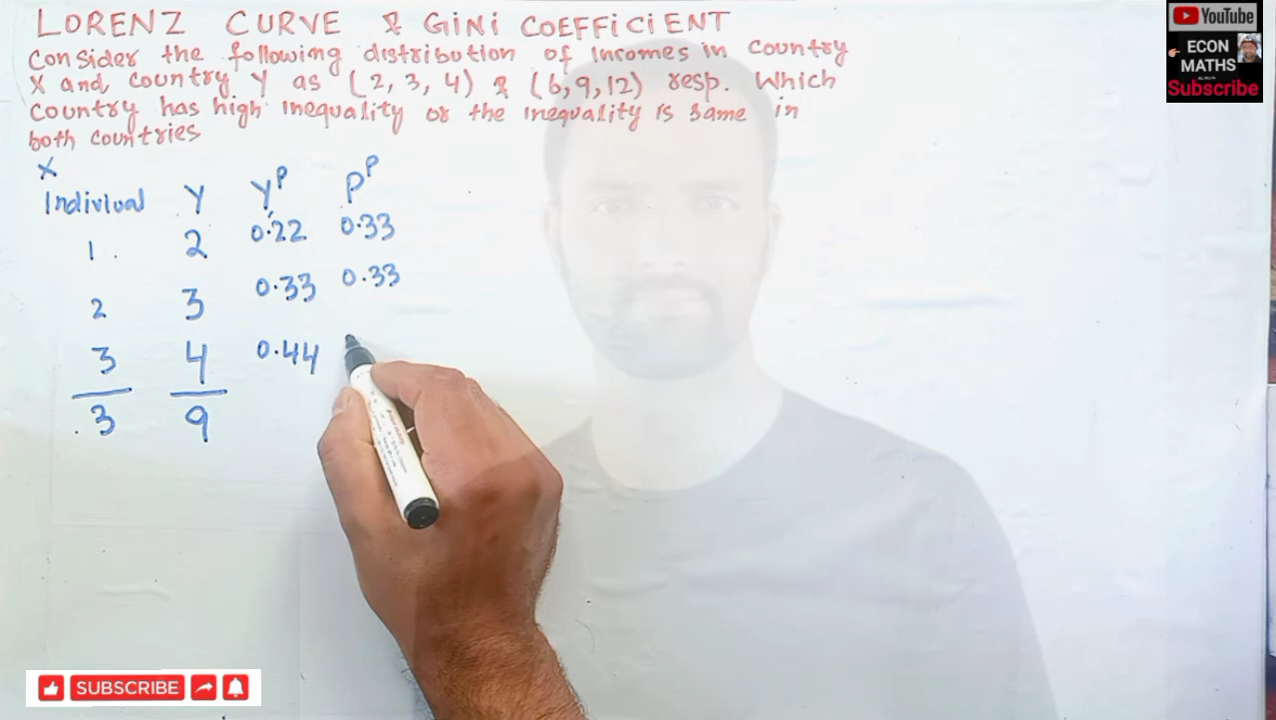 LORENZ CURVE & GINI COEFFICIENT
Consider the following distribution of Incomes in Country
X and, country Y as (2, 3, 4) & (6, 9, 12) resp. Which
Country has high inequality or the inequality is same in
both countries
X
Indiviual Y Y^P P^P
1. 2 0.22 0.33
2 3 0.33 0.33
3 4 0.44
3 9
YouTube
ECON
MATHS
Subscribe
SUBSCRIBE